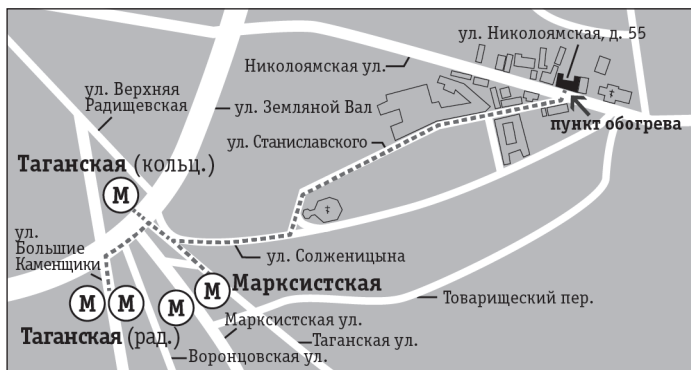 ул. Николоямская, д. 55
Николоямская ул.
ул. Верхняя
Радищевская
ул. Земляной Вал
пункт обогрева
ул. Станиславского
Таганская (кольц.)
М
ул.
Большие
Каменщики
ул. Солженицына
М
Марксистская
М
М
М
Товарищеский пер.
Марксистская ул.
Таганская (рад.)
Таганская ул.
Воронцовская ул.